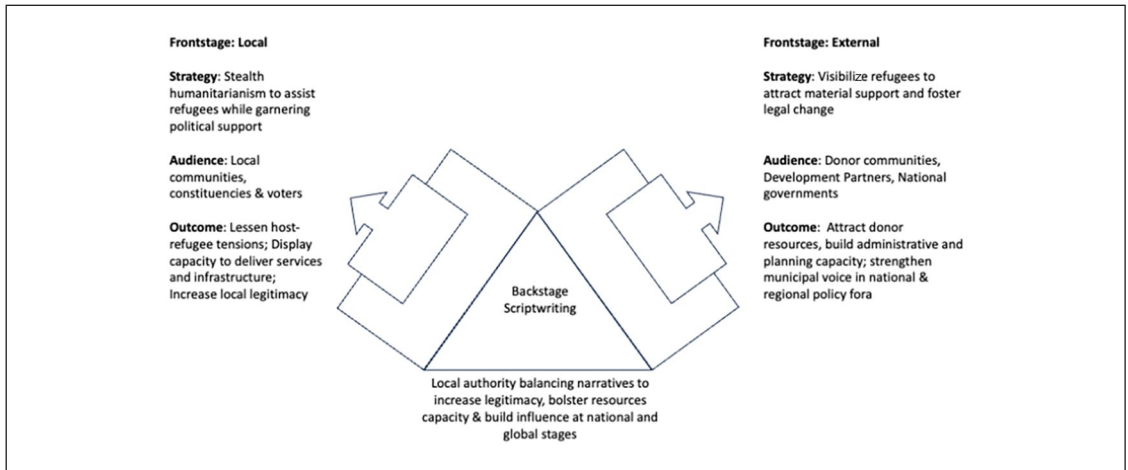 Frontstage: Local
Strategy: Stealth
humanitarianism to assist
refugees while garnering
political support
Audience: Local
communities,
constituencies & voters
Outcome: Lessen host-
refugee tensions; Display
capacity to deliver services
and infrastructure;
Increase local legitimacy
Frontstage: External
Strategy: Visibilize refugees to
attract material support and foster
legal change
Audience: Donor communities,
Development Partners, National
governments
Outcome: Attract donor
resources, build administrative and
planning capacity; strengthen
municipal voice in national &
regional policy fora
Backstage
Scriptwriting
Local authority balancing narratives to
increase legitimacy, bolster resources
capacity & build influence at national and
global stages